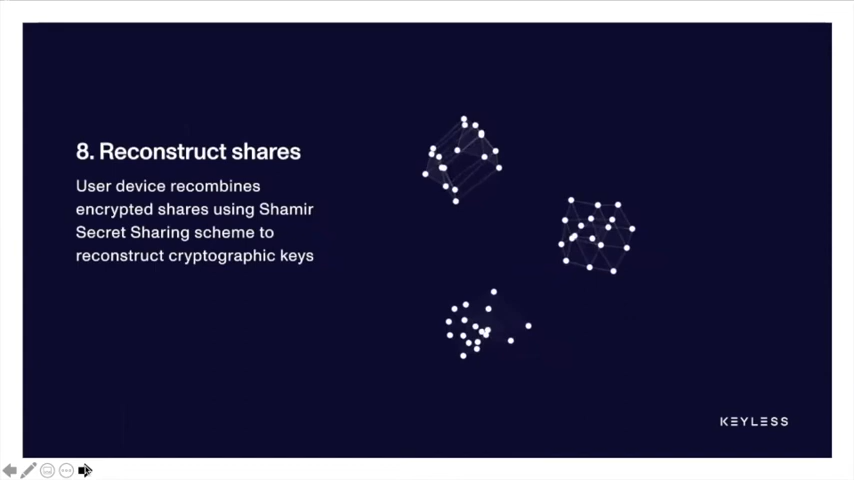 8. Reconstruct shares
User device recombines
encrypted shares using Shamir
Secret Sharing scheme to
reconstruct cryptographic keys
KEYLESS